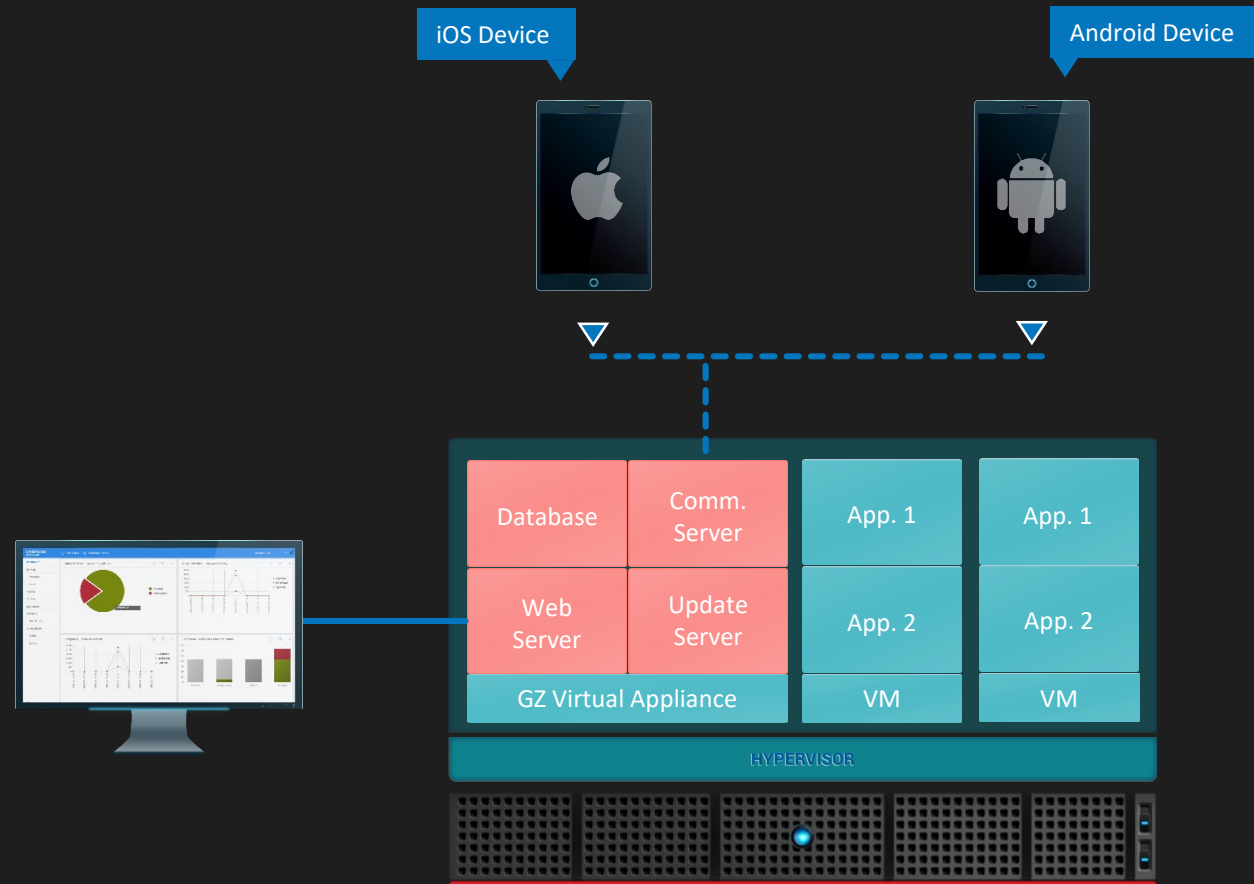 iOS Device
Android Device
Database
Comm.
Server
App. 1
App. 1
Web
Server
Update
Server
App. 2
App. 2
GZ Virtual Appliance
VM
VM
HYPERVISOR